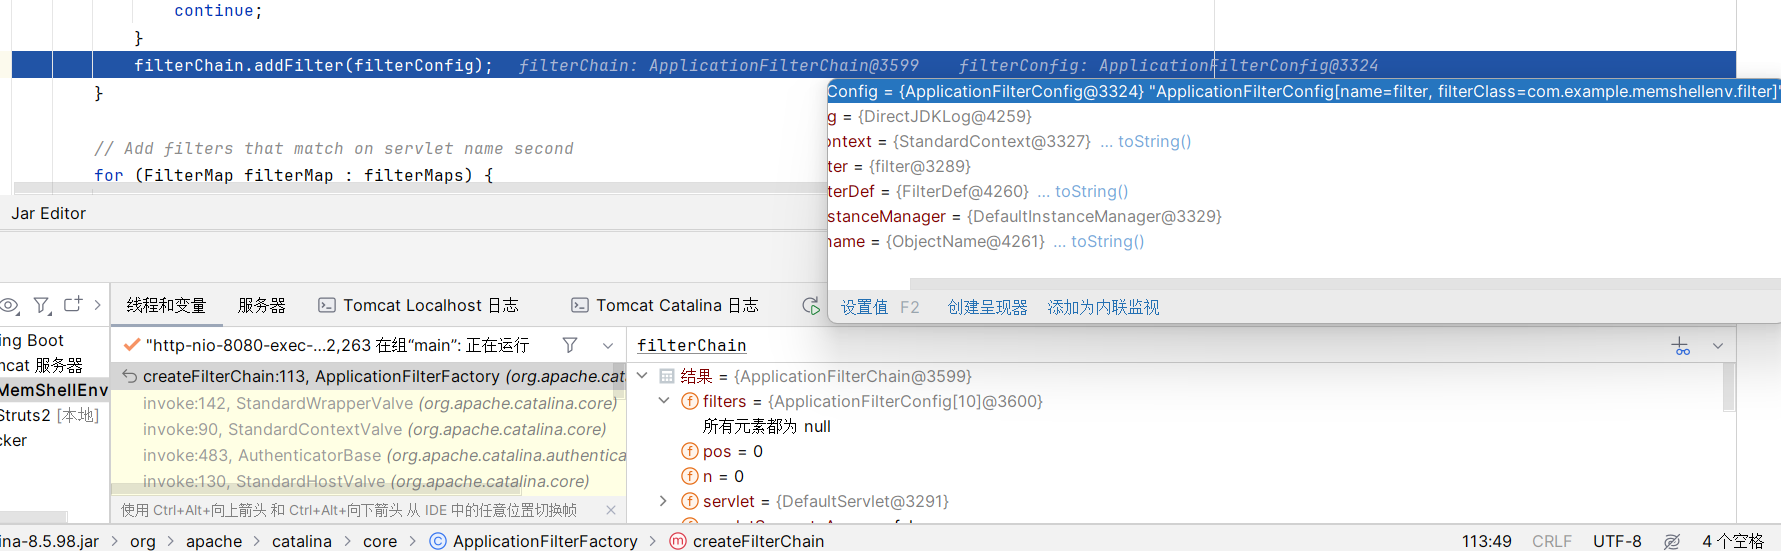 continue;
}
filterChain.addFilter(filterConfig);   filterChain: ApplicationFilterChain@3599   filterConfig: ApplicationFilterConfig@3324
}
Config = {ApplicationFilterConfig@3324} "ApplicationFilterConfig[name=filter, filterClass=com.example.memshellenv.filter]"
g = {DirectJDKLog@4259}
ontext = {StandardContext@3327} ... toString()
// Add filters that match on servlet name second
ter = {filter@3289}
for (FilterMap filterMap : filterMaps) {
terDef = {FilterDef@4260} ... toString()
Jar Editor
stanceManager = {DefaultInstanceManager@3329}
name = {ObjectName@4261} ... toString()
线程和变量 服务器 Tomcat Localhost 日志 Tomcat Catalina 日志
设置值 F2 创建呈现器 添加为内联监视
ing Boot
mcat 服务器
MemShellEnv
Struts2 [本地]
cker
"http-nio-8080-exec-...2,263 在组“main”: 正在运行
createFilterChain:113, ApplicationFilterFactory (org.apache.cat
invoke:142, StandardWrapperValve (org.apache.catalina.core)
invoke:90, StandardContextValve (org.apache.catalina.core)
invoke:483, AuthenticatorBase (org.apache.catalina.authentica
invoke:130, StandardHostValve (org.apache.catalina.core)
使用 Ctrl+Alt+向上箭头 和 Ctrl+Alt+向下箭头 从 IDE 中的任意位置切换帧
filterChain
结果 = {ApplicationFilterChain@3599}
filters = {ApplicationFilterConfig[10]@3600}
所有元素都为 null
pos = 0
n = 0
servlet = {DefaultServlet@3291}
ina-8.5.98.jar > org > apache > catalina > core > ApplicationFilterFactory > createFilterChain
113:49 CRLF UTF-8 4 个空格